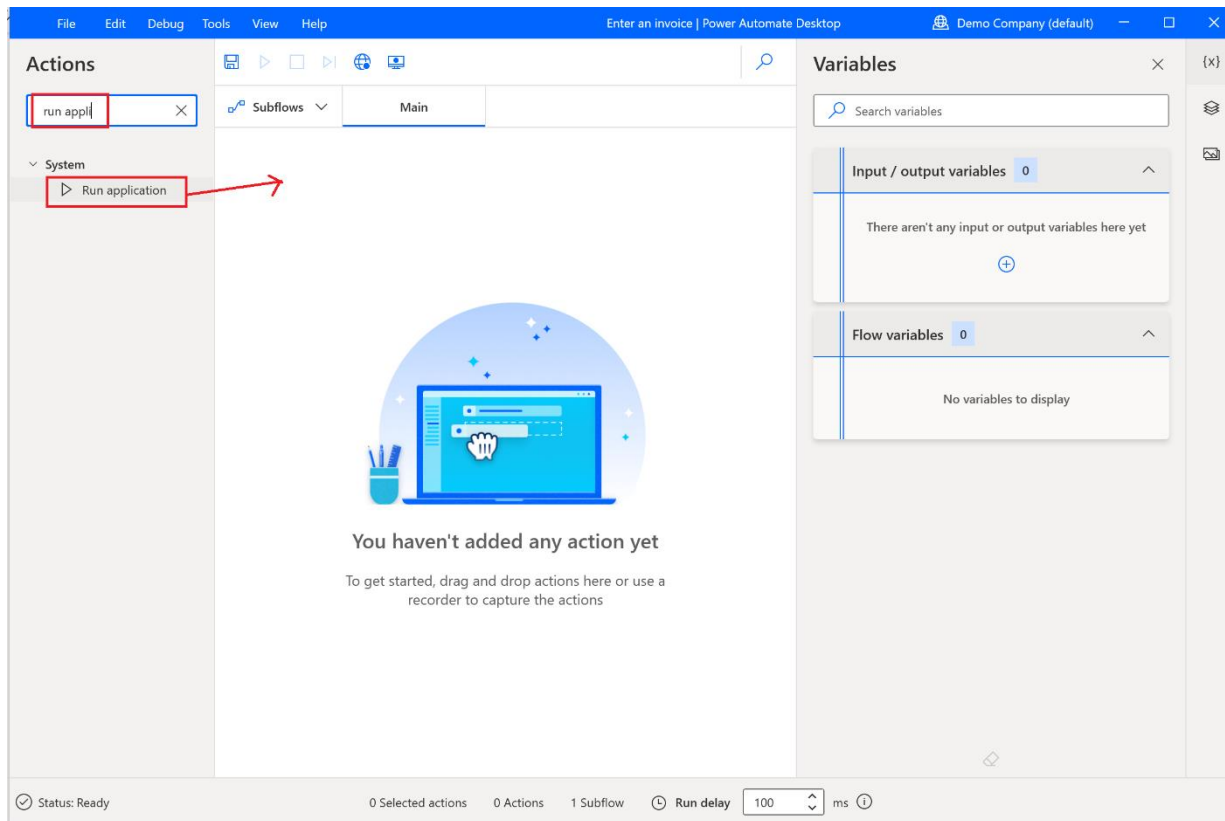 File Edit Debug Tools View Help Enter an invoice | Power Automate Desktop Demo Company (default)
Actions
run appli
System
Run application
Subflows Main
You haven't added any action yet
To get started, drag and drop actions here or use a
recorder to capture the actions
Variables
{x}
Search variables
Input / output variables 0
There aren't any input or output variables here yet
Flow variables 0
No variables to display
Status: Ready 0 Selected actions 0 Actions 1 Subflow Run delay 100 ms